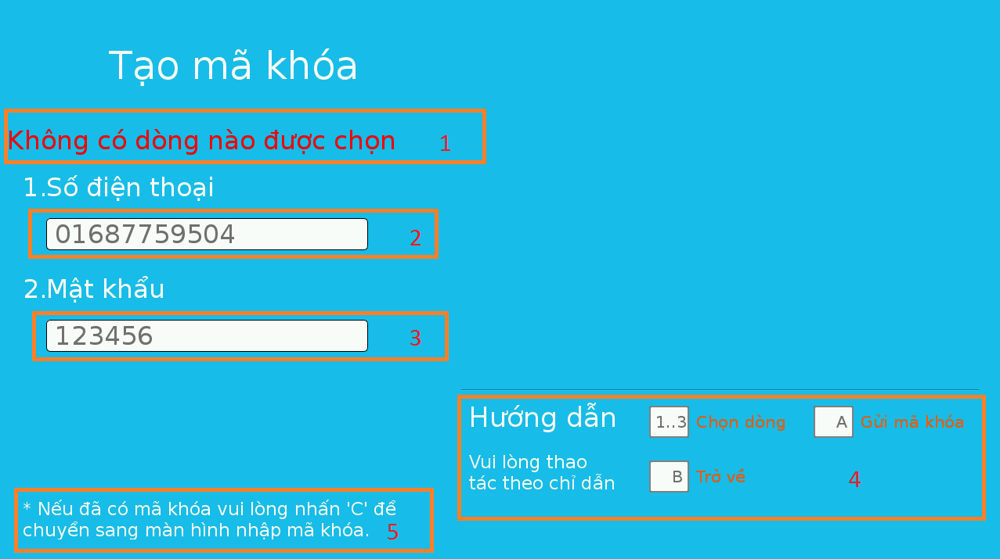 Tạo mã khóa
Không có dòng nào được chọn 1
1.Số điện thoại
01687759504 2
2.Mật khẩu
123456 3
Hướng dẫn 1..3 Chọn dòng A Gửi mã khóa
Vui lòng thao
tác theo chỉ dẫn B Trở về 4
* Nếu đã có mã khóa vui lòng nhấn 'C' để
chuyển sang màn hình nhập mã khóa. 5